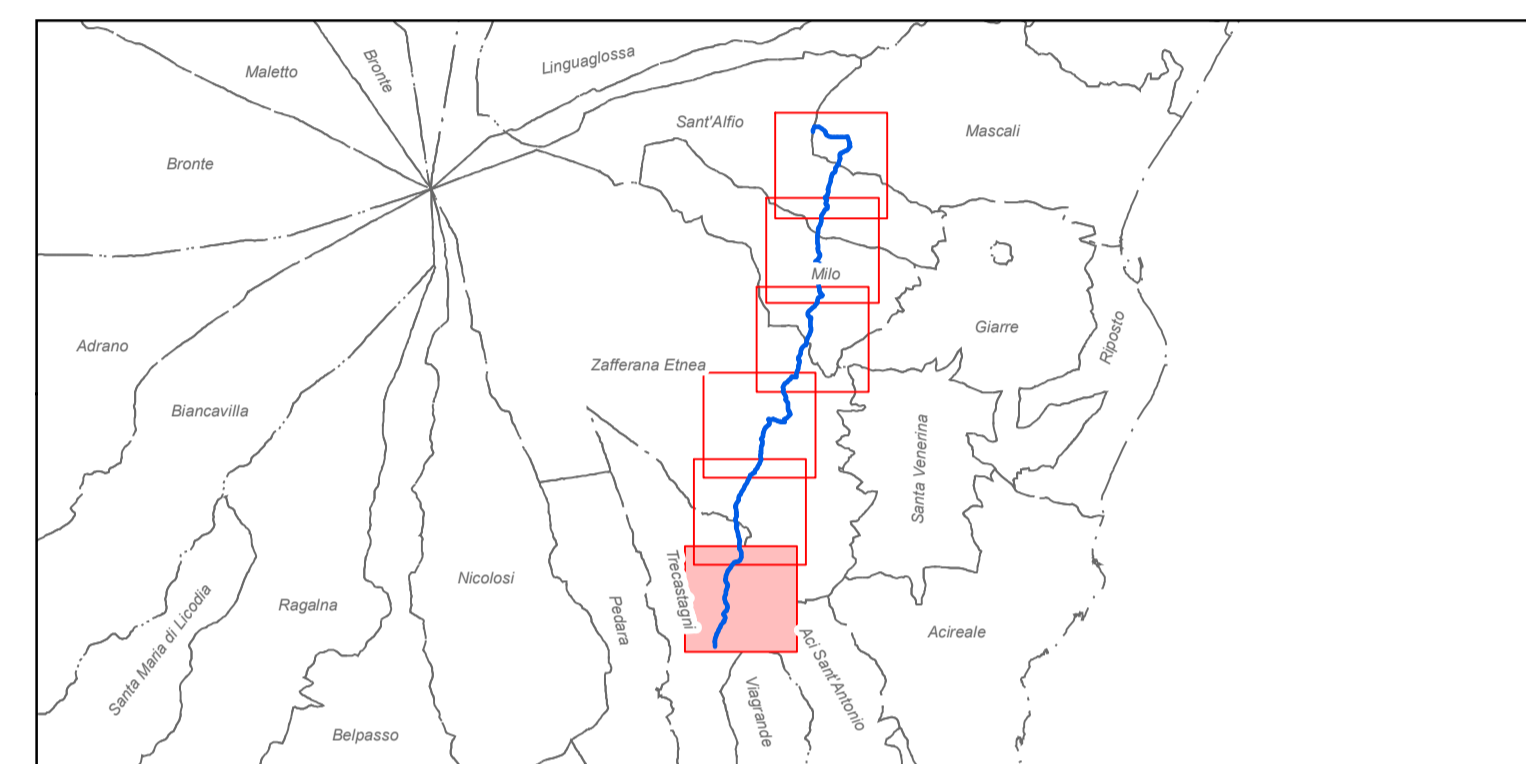 Linguaglossa
Maletto
Bronte
Sant'Alfio
Mascali
Bronte
Milo
Giarre
Riposto
Adrano
Zafferana Etnea
Biancavilla
Santa Venerina
Nicolosi
Trecastagni
Ragalna
Pedara
Santa Maria di Licodia
Acireale
Aci Sant'Antonio
Viagrande
Belpasso